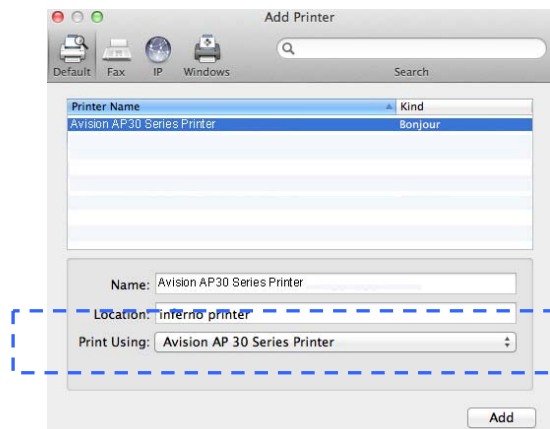 Add Printer
Default Fax IP Windows Search
Printer Name Kind
Avision AP30 Series Printer Bonjour
Name: Avision AP30 Series Printer
Location: inferno printer
Print Using: Avision AP 30 Series Printer
Add